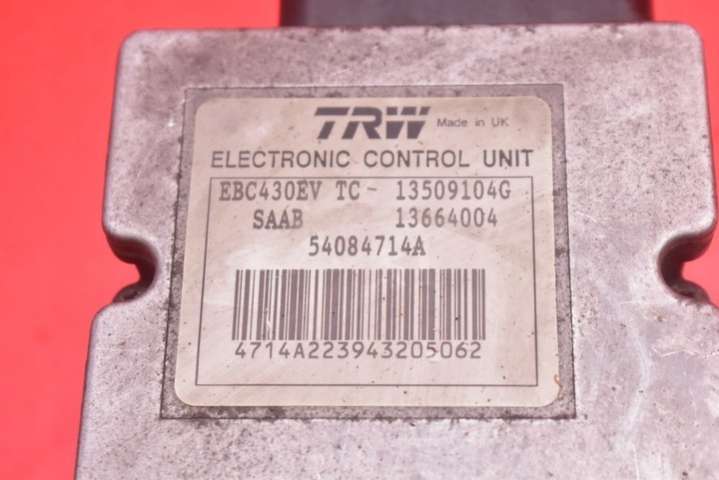 TRW Made in UK
ELECTRONIC CONTROL UNIT
EBC430EV TC - 13509104G
SAAB 13664004
54084714A
4714A223943205062